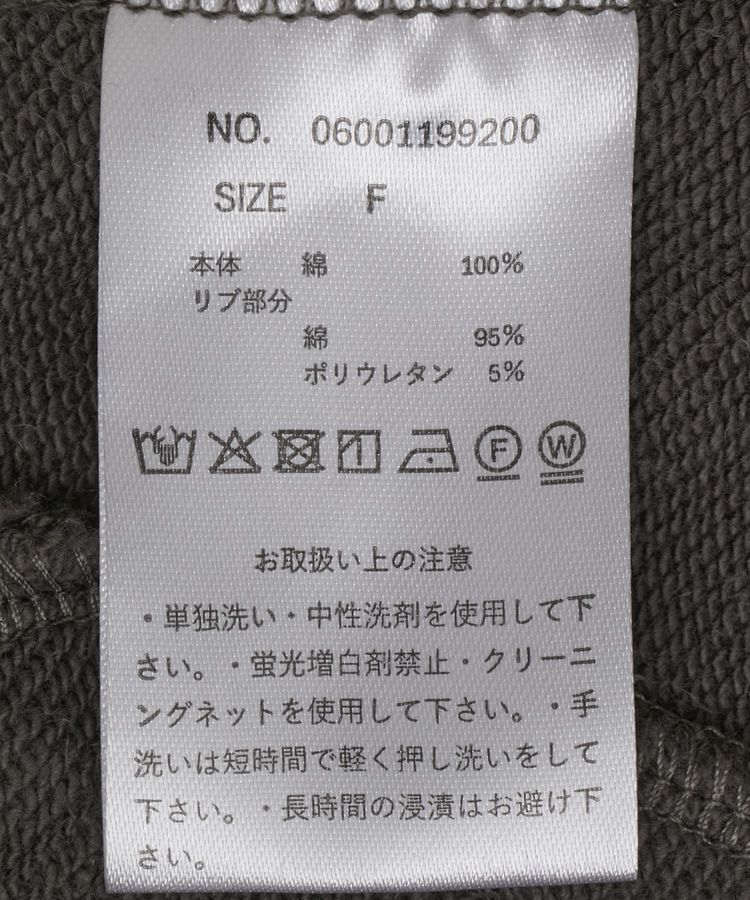 NO. 06001199200
SIZE F
本体 綿 100%
リブ部分
綿 95%
ポリウレタン 5%
F W
お取扱い上の注意
・単独洗い・中性洗剤を使用して下
さい。・蛍光増白剤禁止・クリーニ
ングネットを使用して下さい。・手
洗いは短時間で軽く押し洗いをして
下さい。・長時間の浸漬はお避け下
さい。